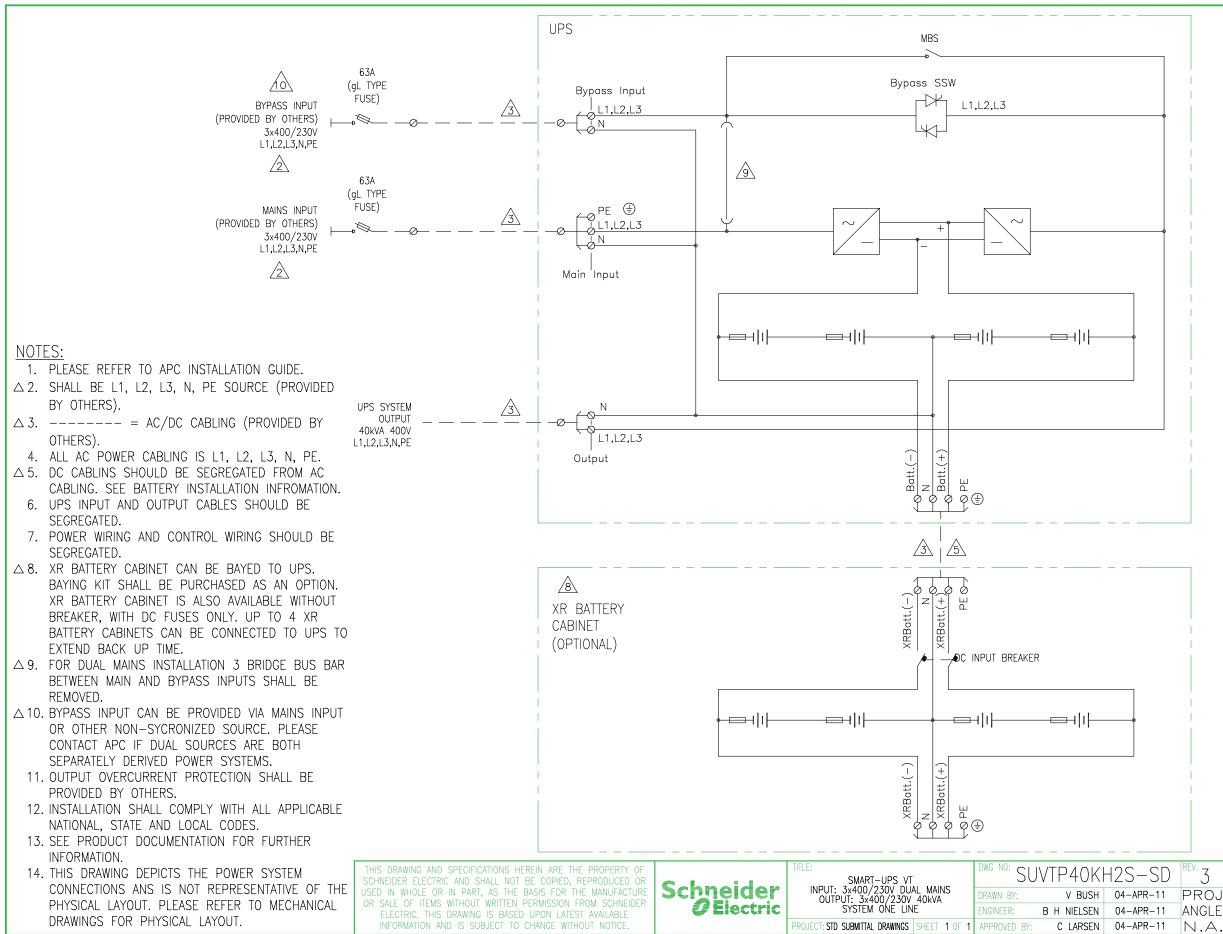 UPS
MBS
Bypass SSW
L1,L2,L3
10
BYPASS INPUT
(PROVIDED BY OTHERS)
3x400/230V
L1,L2,L3,N,PE
2
63A
(gL TYPE
FUSE)
3
Bypass Input
L1,L2,L3
N
9
MAINS INPUT
(PROVIDED BY OTHERS)
3x400/230V
L1,L2,L3,N,PE
2
63A
(gL TYPE
FUSE)
3
PE
L1,L2,L3
N
Main Input
~
+
−
~
UPS SYSTEM
OUTPUT
40kVA 400V
L1,L2,L3,N,PE
3
N
L1,L2,L3
Output
Batt.(-)
N
Batt.(+)
PE
3
5
8
XR BATTERY
CABINET
(OPTIONAL)
XRBatt.(-)
N
XRBatt.(+)
PE
DC INPUT BREAKER
XRBatt.(-)
N
XRBatt.(+)
PE
NOTES:
1. PLEASE REFER TO APC INSTALLATION GUIDE.
△ 2. SHALL BE L1, L2, L3, N, PE SOURCE (PROVIDED
BY OTHERS).
△ 3. -------- = AC/DC CABLING (PROVIDED BY
OTHERS).
4. ALL AC POWER CABLING IS L1, L2, L3, N, PE.
△ 5. DC CABLINS SHOULD BE SEGREGATED FROM AC
CABLING. SEE BATTERY INSTALLATION INFROMATION.
6. UPS INPUT AND OUTPUT CABLES SHOULD BE
SEGREGATED.
7. POWER WIRING AND CONTROL WIRING SHOULD BE
SEGREGATED.
△ 8. XR BATTERY CABINET CAN BE BAYED TO UPS.
BAYING KIT SHALL BE PURCHASED AS AN OPTION.
XR BATTERY CABINET IS ALSO AVAILABLE WITHOUT
BREAKER, WITH DC FUSES ONLY. UP TO 4 XR
BATTERY CABINETS CAN BE CONNECTED TO UPS TO
EXTEND BACK UP TIME.
△ 9. FOR DUAL MAINS INSTALLATION 3 BRIDGE BUS BAR
BETWEEN MAIN AND BYPASS INPUTS SHALL BE
REMOVED.
△ 10. BYPASS INPUT CAN BE PROVIDED VIA MAINS INPUT
OR OTHER NON-SYCRONIZED SOURCE. PLEASE
CONTACT APC IF DUAL SOURCES ARE BOTH
SEPARATELY DERIVED POWER SYSTEMS.
11. OUTPUT OVERCURRENT PROTECTION SHALL BE
PROVIDED BY OTHERS.
12. INSTALLATION SHALL COMPLY WITH ALL APPLICABLE
NATIONAL, STATE AND LOCAL CODES.
13. SEE PRODUCT DOCUMENTATION FOR FURTHER
INFORMATION.
14. THIS DRAWING DEPICTS THE POWER SYSTEM
CONNECTIONS ANS IS NOT REPRESENTATIVE OF THE
PHYSICAL LAYOUT. PLEASE REFER TO MECHANICAL
DRAWINGS FOR PHYSICAL LAYOUT.
THIS DRAWING AND SPECIFICATIONS HEREIN ARE THE PROPERTY OF
SCHNEIDER ELECTRIC AND SHALL NOT BE COPIED, REPRODUCED OR
USED IN WHOLE OR IN PART, AS THE BASIS FOR THE MANUFACTURE
OR SALE OF ITEMS WITHOUT WRITTEN PERMISSION FROM SCHNEIDER
ELECTRIC. THIS DRAWING IS BASED UPON LATEST AVAILABLE
INFORMATION AND IS SUBJECT TO CHANGE WITHOUT NOTICE.
Schneider
Electric
TITLE:
SMART-UPS VT
INPUT: 3x400/230V DUAL MAINS
OUTPUT: 3x400/230V 40kVA
SYSTEM ONE LINE
PROJECT: STD SUBMITTAL DRAWINGS SHEET 1 OF 1
DWG NO: SUVTP40KH2S-SD
DRAWN BY: V BUSH 04-APR-11
ENGINEER: B H NIELSEN 04-APR-11
APPROVED BY: C LARSEN 04-APR-11
REV. 3
PROJ
ANGLE
N.A.